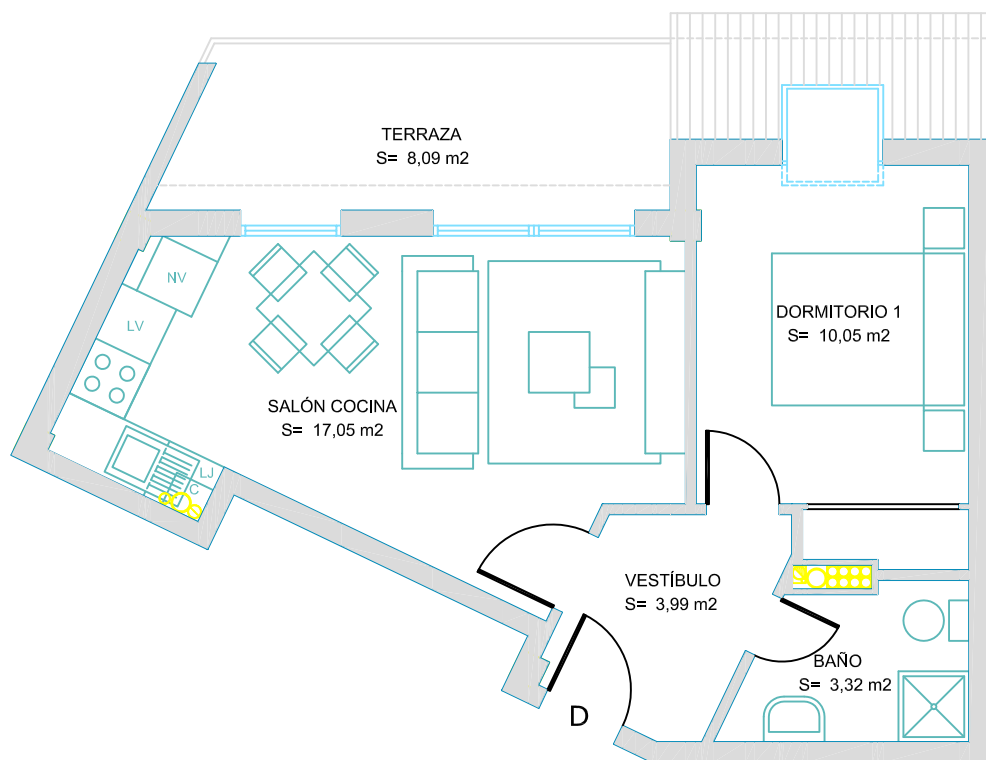 TERRAZA
S= 8,09 m2
NV
LV
DORMITORIO 1
S= 10,05 m2
SALÓN COCINA
S= 17,05 m2
LJ
C
VESTÍBULO
S= 3,99 m2
BAÑO
S= 3,32 m2
D